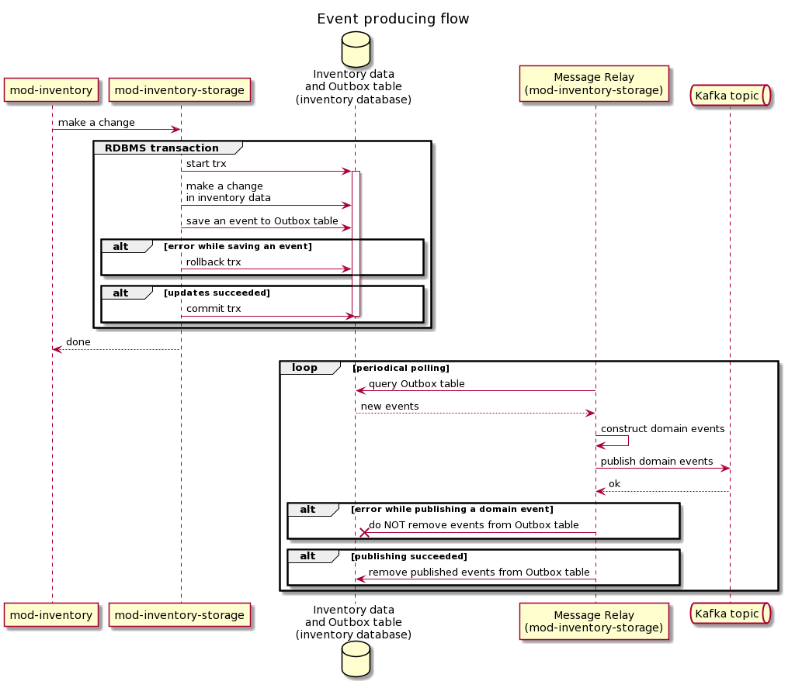 Event producing flow
mod-inventory
mod-inventory-storage
Inventory data
and Outbox table
(inventory database)
Message Relay
(mod-inventory-storage)
Kafka topic
make a change
RDBMS transaction
start trx
make a change
in inventory data
save an event to Outbox table
alt [error while saving an event]
rollback trx
alt [updates succeeded]
commit trx
done
loop [periodical polling]
query Outbox table
new events
construct domain events
publish domain events
ok
alt [error while publishing a domain event]
do NOT remove events from Outbox table
alt [publishing succeeded]
remove published events from Outbox table
mod-inventory
mod-inventory-storage
Inventory data
and Outbox table
(inventory database)
Message Relay
(mod-inventory-storage)
Kafka topic